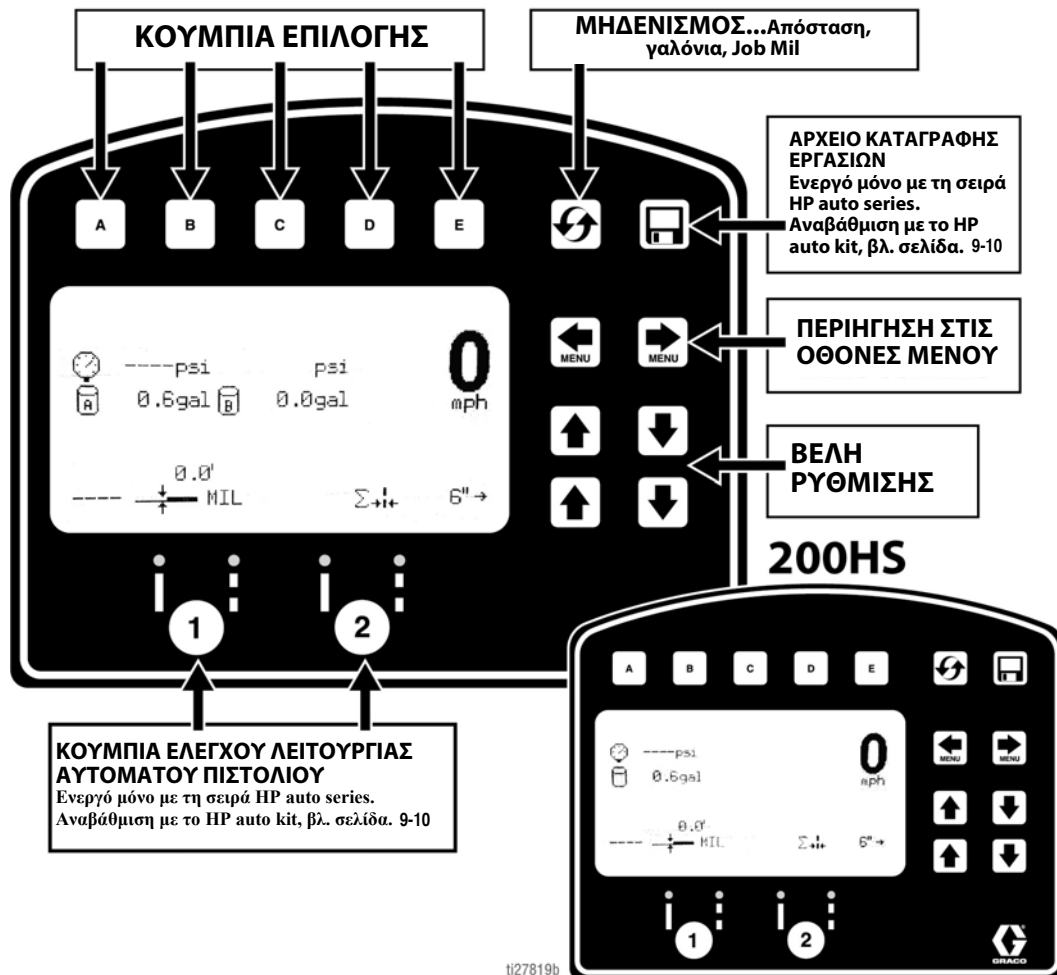 ΚΟΥΜΠΙΑ ΕΠΙΛΟΓΗΣ
ΜΗΔΕΝΙΣΜΟΣ...Απόσταση,
γαλόνια, Job Mil
ΑΡΧΕΙΟ ΚΑΤΑΓΡΑΦΗΣ
ΕΡΓΑΣΙΩΝ
Ενεργό μόνο με τη σειρά
HP auto series.
Αναβάθμιση με το HP
auto kit, βλ. σελίδα. 9-10
A B C D E
----psi psi
0
A 0.6gal B 0.0gal
mph
0.0'
---- MIL Σ 6"→
MENU MENU
ΠΕΡΙΗΓΗΣΗ ΣΤΙΣ
ΟΘΟΝΕΣ ΜΕΝΟΥ
ΒΕΛΗ
ΡΥΘΜΙΣΗΣ
1 2
ΚΟΥΜΠΙΑ ΕΛΕΓΧΟΥ ΛΕΙΤΟΥΡΓΙΑΣ
ΑΥΤΟΜΑΤΟΥ ΠΙΣΤΟΛΙΟΥ
Ενεργό μόνο με τη σειρά HP auto series.
Αναβάθμιση με το HP auto kit, βλ. σελίδα. 9-10
200HS
A B C D E
----psi
0
0.6gal
mph
0.0'
---- MIL Σ 6"→
MENU MENU
1 2
GRACO
ti27819b